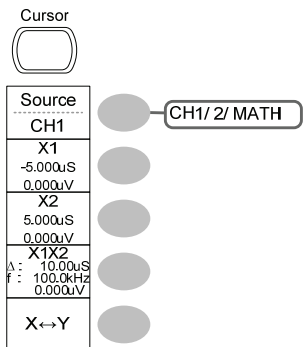 Cursor
Source
CH1
CH1/ 2/ MATH
X1
-5.000uS
0.000uV
X2
5.000uS
0.000uV
X1X2
Δ : 10.00uS
f : 100.0kHz
0.000uV
X↔Y